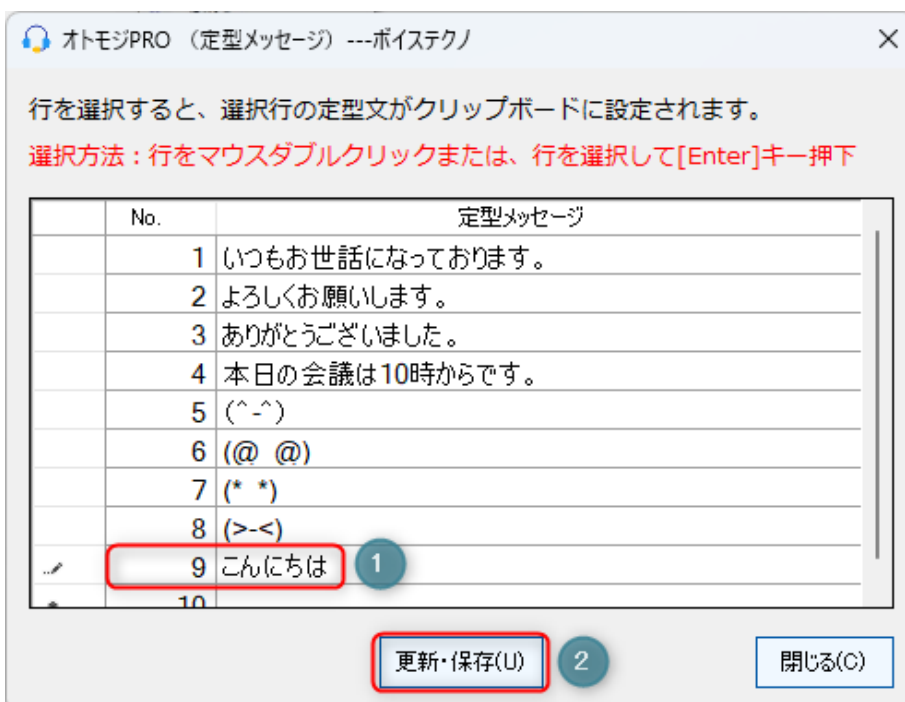 オトモジPRO （定型メッセージ）---ボイステクノ
行を選択すると、選択行の定型文がクリップボードに設定されます。
選択方法：行をマウスダブルクリックまたは、行を選択して[Enter]キー押下
No. 定型メッセージ
1 いつもお世話になっております。
2 よろしくお願いします。
3 ありがとうございました。
4 本日の会議は10時からです。
5 (^-^)
6 (@_@)
7 (*_*)
8 (>-<)
9 こんにちは 1
10
更新・保存(U) 2 閉じる(C)